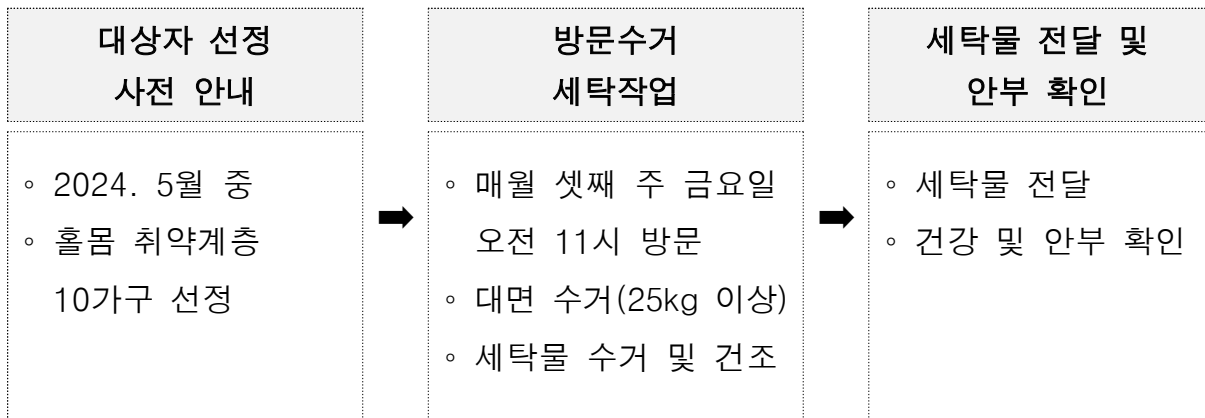 대상자 선정
사전 안내
◦ 2024. 5월 중
◦ 홀몸 취약계층
10가구 선정
➡
방문수거
세탁작업
◦ 매월 셋째 주 금요일
오전 11시 방문
◦ 대면 수거(25kg 이상)
◦ 세탁물 수거 및 건조
➡
세탁물 전달 및
안부 확인
◦ 세탁물 전달
◦ 건강 및 안부 확인